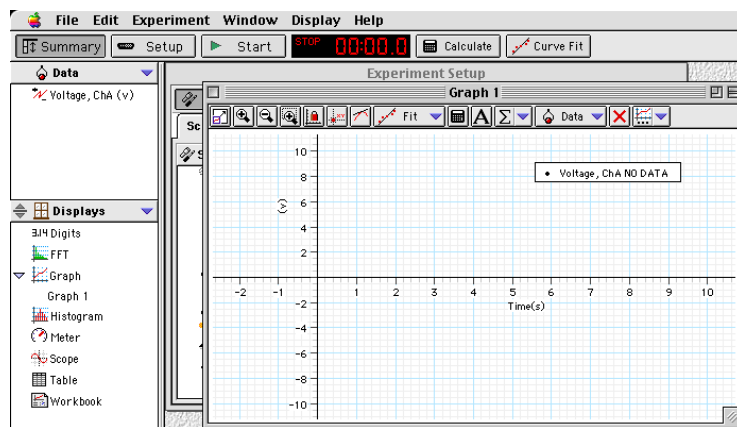 File Edit Experiment Window Display Help
Summary Setup Start STOP 00:00.0 Calculate Curve Fit
Data
Voltage, ChA (v)
Displays
3.14 Digits
FFT
Graph
Graph 1
Histogram
Meter
Scope
Table
Workbook
Experiment Setup
Sc
S
Graph 1
Fit A Σ Data
Voltage, ChA NO DATA
10
8
6
4
2
-2
-4
-6
-8
-10
(v)
-2 -1 1 2 3 4 5 6 7 8 9 10
Time(s)